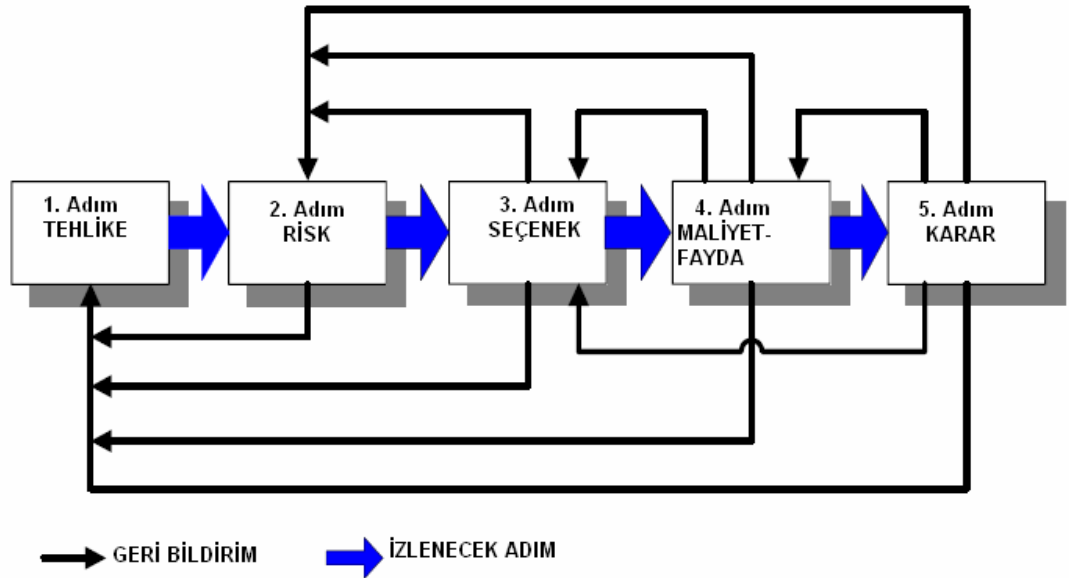 1. Adım
TEHLİKE
2. Adım
RİSK
3. Adım
SEÇENEK
4. Adım
MALİYET-
FAYDA
5. Adım
KARAR
GERİ BİLDİRİM
İZLENECEK ADIM